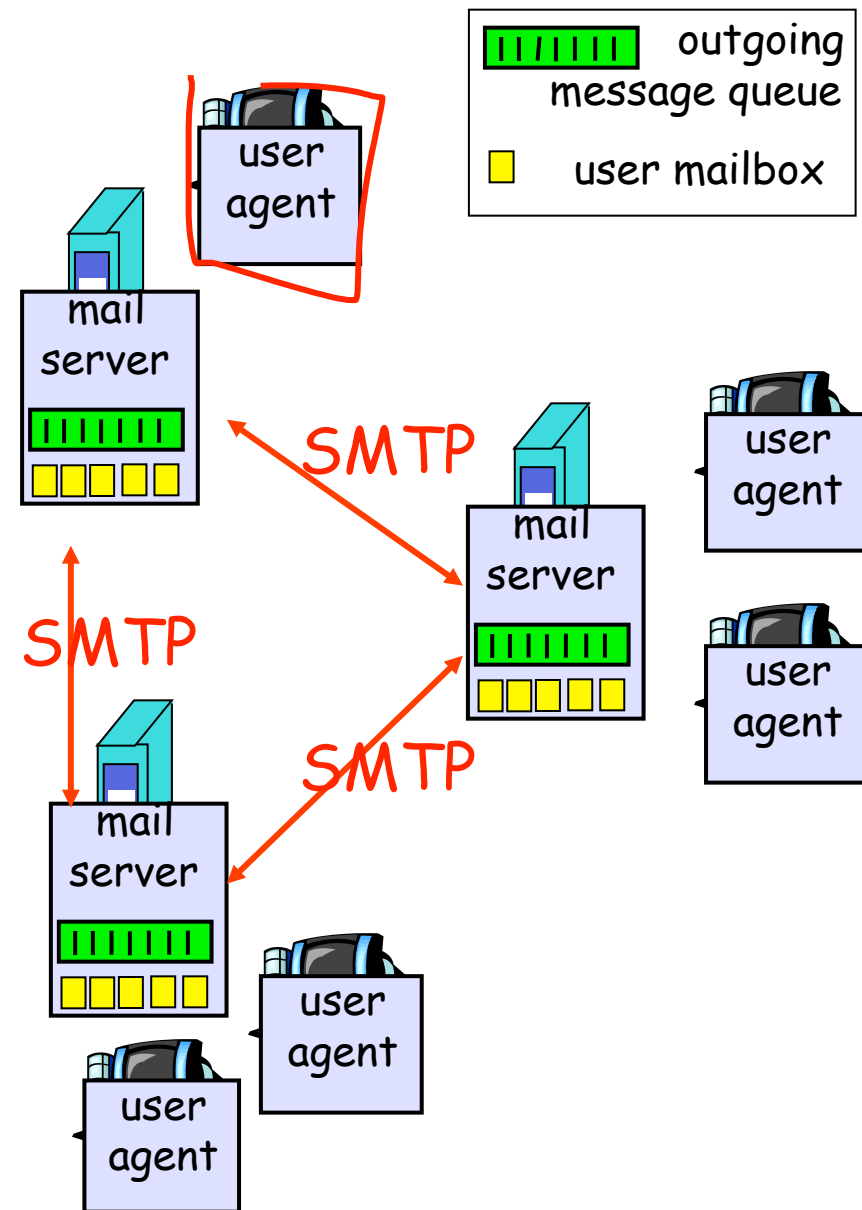 outgoing
message queue
user mailbox
user
agent
mail
server
SMTP
user
agent
mail
server
user
agent
SMTP
SMTP
mail
server
user
agent
user
agent